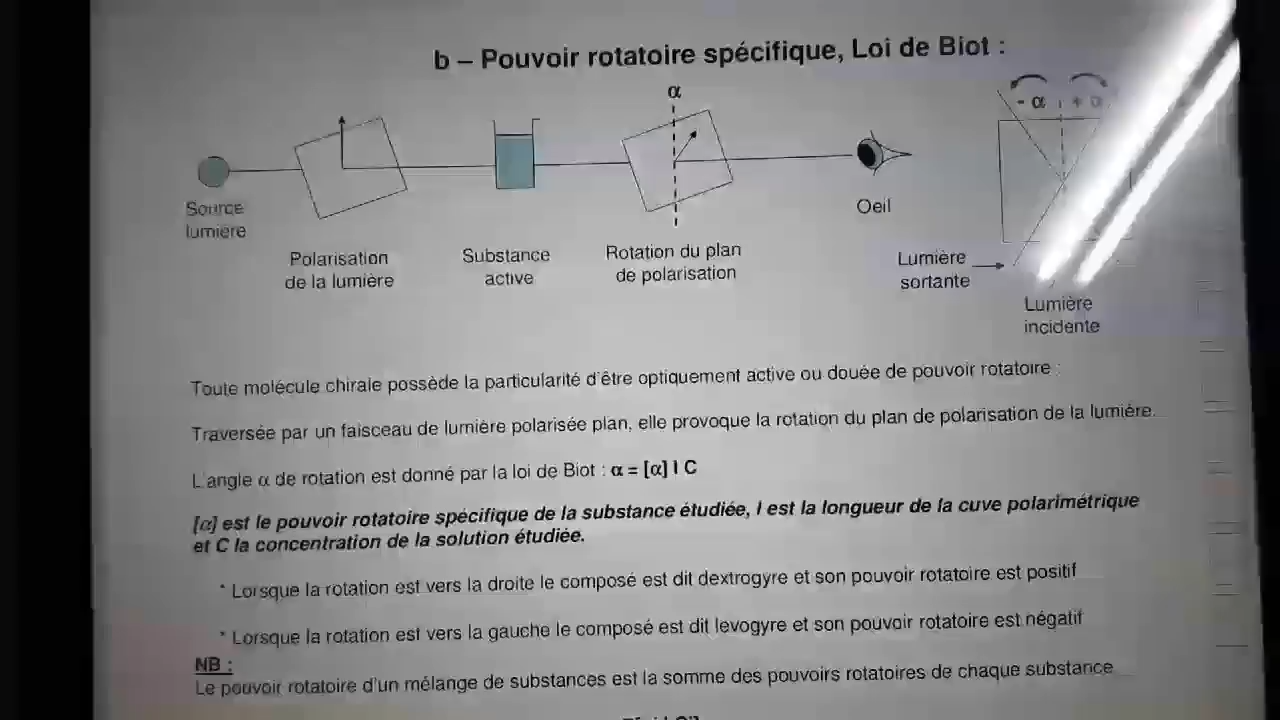 b – Pouvoir rotatoire spécifique, Loi de Biot :
α
- α + α
Source
lumière
Oeil
Polarisation
de la lumière
Substance
active
Rotation du plan
de polarisation
Lumière
sortante
Lumière
incidente
Toute molécule chirale possède la particularité d'être optiquement active ou douée de pouvoir rotatoire :
Traversée par un faisceau de lumière polarisée plan, elle provoque la rotation du plan de polarisation de la lumière.
L'angle α de rotation est donné par la loi de Biot : α = [α] l C
[α] est le pouvoir rotatoire spécifique de la substance étudiée, l est la longueur de la cuve polarimétrique
et C la concentration de la solution étudiée.
* Lorsque la rotation est vers la droite le composé est dit dextrogyre et son pouvoir rotatoire est positif
* Lorsque la rotation est vers la gauche le composé est dit levogyre et son pouvoir rotatoire est négatif
NB :
Le pouvoir rotatoire d'un mélange de substances est la somme des pouvoirs rotatoires de chaque substance